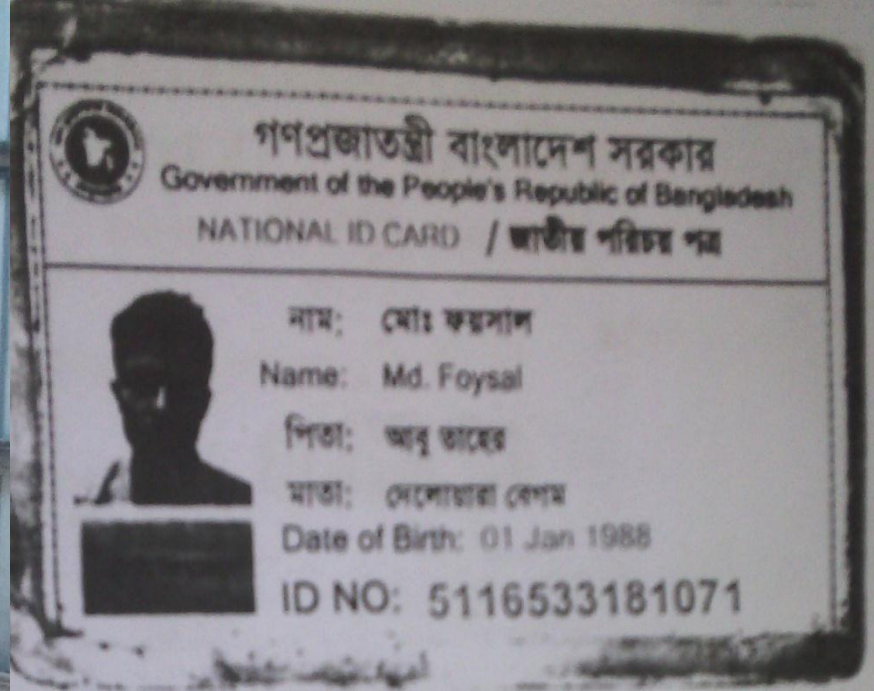 গণপ্রজাতন্ত্রী বাংলাদেশ সরকার
Government of the People's Republic of Bangladesh
NATIONAL ID CARD / জাতীয় পরিচয় পত্র
নাম: মোঃ ফয়সাল
Name: Md. Foysal
পিতা: আবু তাহের
মাতা: দেলোয়ারা বেগম
Date of Birth: 01 Jan 1988
ID NO: 5116533181071